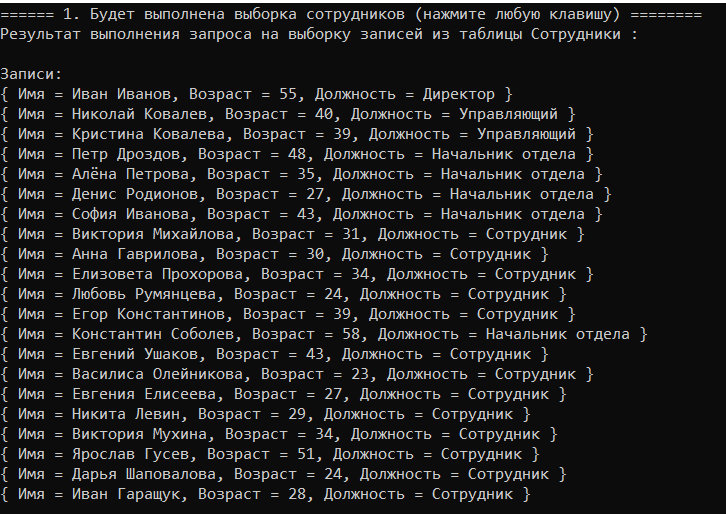 ====== 1. Будет выполнена выборка сотрудников (нажмите любую клавишу) ========
Результат выполнения запроса на выборку записей из таблицы Сотрудники :
Записи:
{ Имя = Иван Иванов, Возраст = 55, Должность = Директор }
{ Имя = Николай Ковалев, Возраст = 40, Должность = Управляющий }
{ Имя = Кристина Ковалева, Возраст = 39, Должность = Управляющий }
{ Имя = Петр Дроздов, Возраст = 48, Должность = Начальник отдела }
{ Имя = Алёна Петрова, Возраст = 35, Должность = Начальник отдела }
{ Имя = Денис Родионов, Возраст = 27, Должность = Начальник отдела }
{ Имя = София Иванова, Возраст = 43, Должность = Начальник отдела }
{ Имя = Виктория Михайлова, Возраст = 31, Должность = Сотрудник }
{ Имя = Анна Гаврилова, Возраст = 30, Должность = Сотрудник }
{ Имя = Елизовета Прохорова, Возраст = 34, Должность = Сотрудник }
{ Имя = Любовь Румянцева, Возраст = 24, Должность = Сотрудник }
{ Имя = Егор Константинов, Возраст = 39, Должность = Сотрудник }
{ Имя = Константин Соболев, Возраст = 58, Должность = Начальник отдела }
{ Имя = Евгений Ушаков, Возраст = 43, Должность = Сотрудник }
{ Имя = Василиса Олейникова, Возраст = 23, Должность = Сотрудник }
{ Имя = Евгения Елисеева, Возраст = 27, Должность = Сотрудник }
{ Имя = Никита Левин, Возраст = 29, Должность = Сотрудник }
{ Имя = Виктория Мухина, Возраст = 34, Должность = Сотрудник }
{ Имя = Ярослав Гусев, Возраст = 51, Должность = Сотрудник }
{ Имя = Дарья Шаповалова, Возраст = 24, Должность = Сотрудник }
{ Имя = Иван Гаращук, Возраст = 28, Должность = Сотрудник }